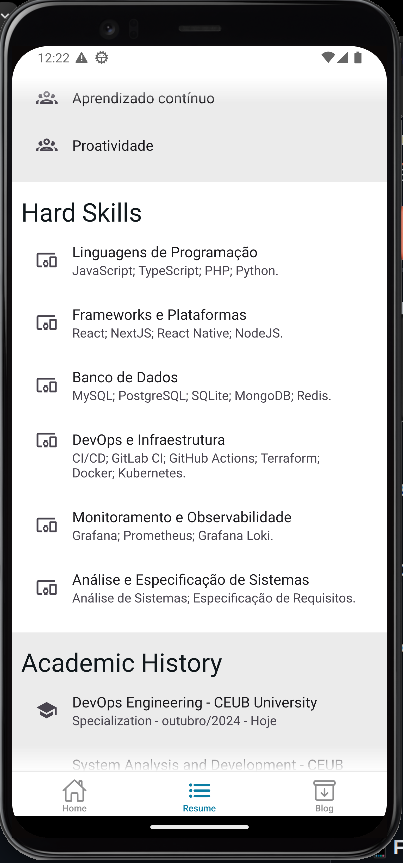 12:22
Aprendizado contínuo
Proatividade
Hard Skills
Linguagens de Programação
JavaScript; TypeScript; PHP; Python.
Frameworks e Plataformas
React; NextJS; React Native; NodeJS.
Banco de Dados
MySQL; PostgreSQL; SQLite; MongoDB; Redis.
DevOps e Infraestrutura
CI/CD; GitLab CI; GitHub Actions; Terraform;
Docker; Kubernetes.
Monitoramento e Observabilidade
Grafana; Prometheus; Grafana Loki.
Análise e Especificação de Sistemas
Análise de Sistemas; Especificação de Requisitos.
Academic History
DevOps Engineering - CEUB University
Specialization - outubro/2024 - Hoje
System Analysis and Development - CEUB
Home
Resume
Blog